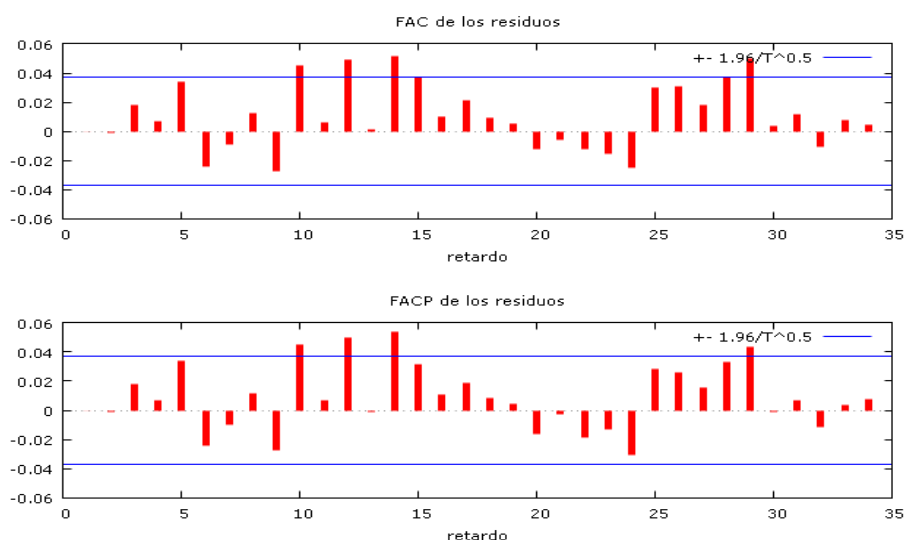 FAC de los residuos
0.06
+- 1.96/T^0.5
0.04
0.02
0
-0.02
-0.04
-0.06
0 5 10 15 20 25 30 35
retardo
FACP de los residuos
0.06
+- 1.96/T^0.5
0.04
0.02
0
-0.02
-0.04
-0.06
0 5 10 15 20 25 30 35
retardo